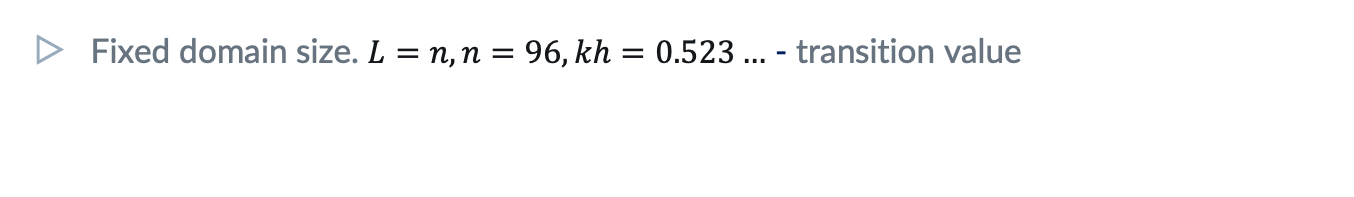 Fixed domain size. L = n, n = 96, kh = 0.523 ... - transition value